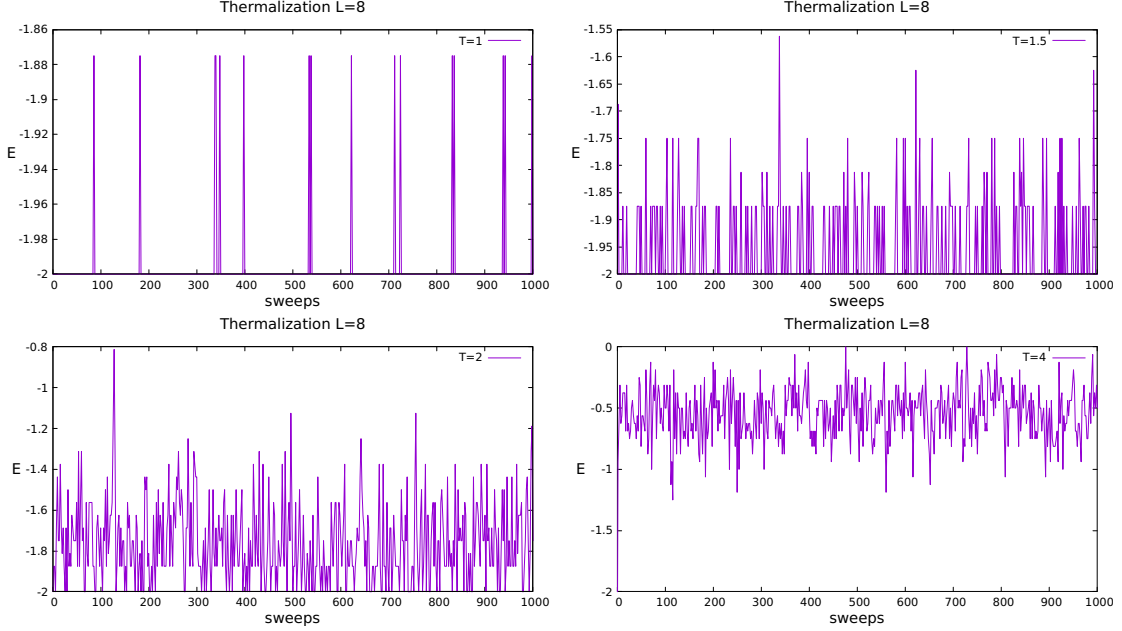 Thermalization L=8
T=1
-1.86
-1.88
-1.9
-1.92
-1.94
-1.96
-1.98
-2
E
0 100 200 300 400 500 600 700 800 900 1000
sweeps
Thermalization L=8
T=1.5
-1.55
-1.6
-1.65
-1.7
-1.75
-1.8
-1.85
-1.9
-1.95
-2
E
0 100 200 300 400 500 600 700 800 900 1000
sweeps
Thermalization L=8
T=2
-0.8
-1
-1.2
-1.4
-1.6
-1.8
-2
E
0 100 200 300 400 500 600 700 800 900 1000
sweeps
Thermalization L=8
T=4
0
-0.5
-1
-1.5
-2
E
0 100 200 300 400 500 600 700 800 900 1000
sweeps